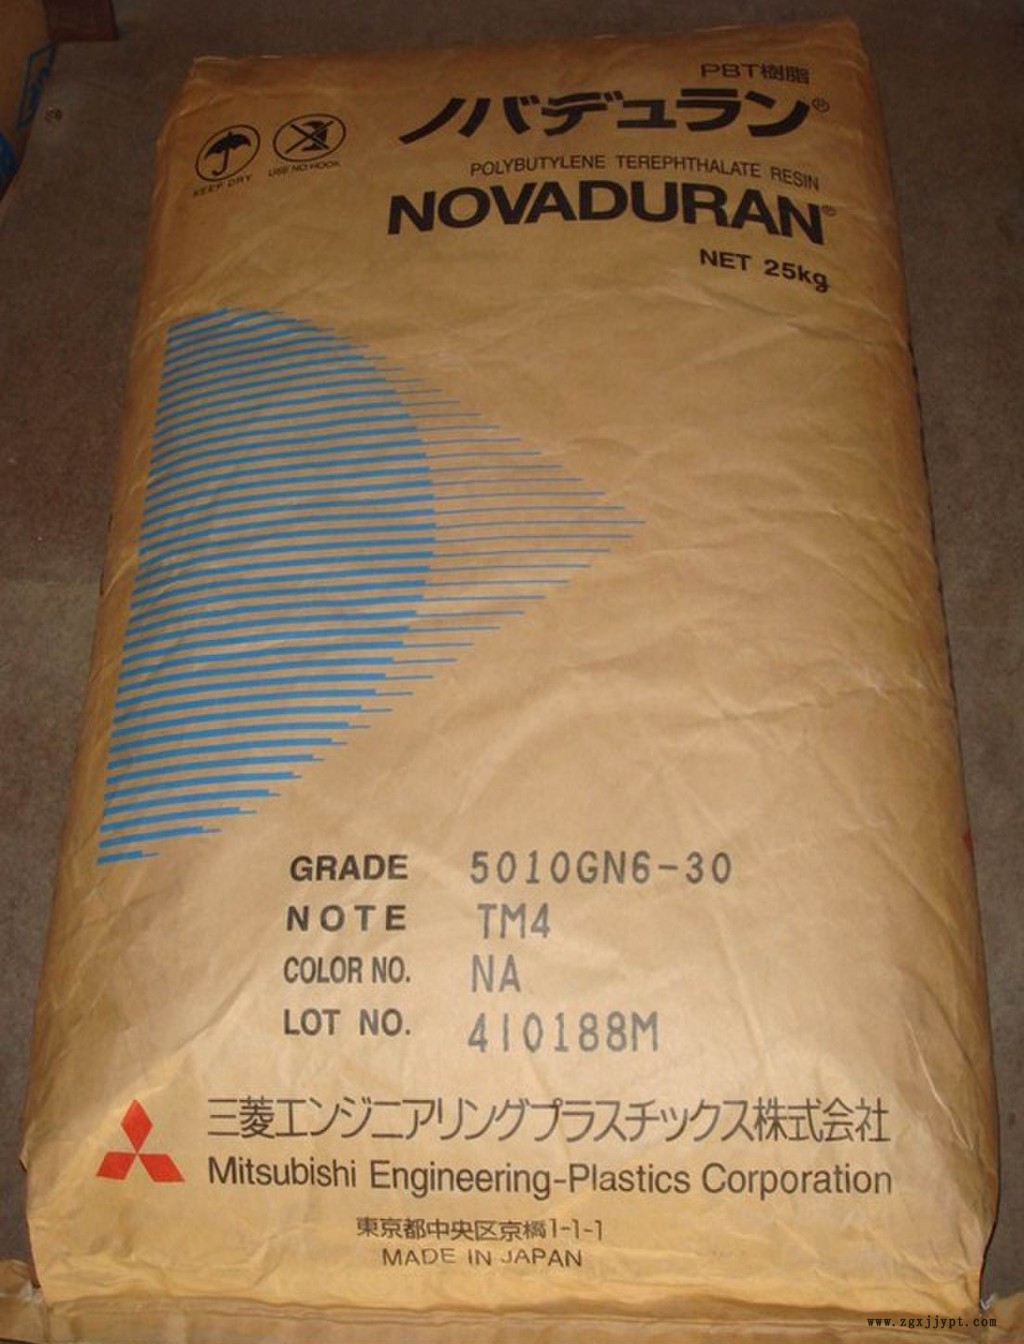 PBT樹脂
ノバデュラン®
KEEP DRY
USE NO HOOK
POLYBUTYLENE TEREPHTHALATE RESIN
NOVADURAN®
NET 25kg
GRADE 5010GN6-30
NOTE TM4
COLOR NO. NA
LOT NO. 410188M
三菱エンジニアリングプラスチックス株式会社
Mitsubishi Engineering-Plastics Corporation
東京都中央区京橋1-1-1
MADE IN JAPAN
www.zgxjjypt.com